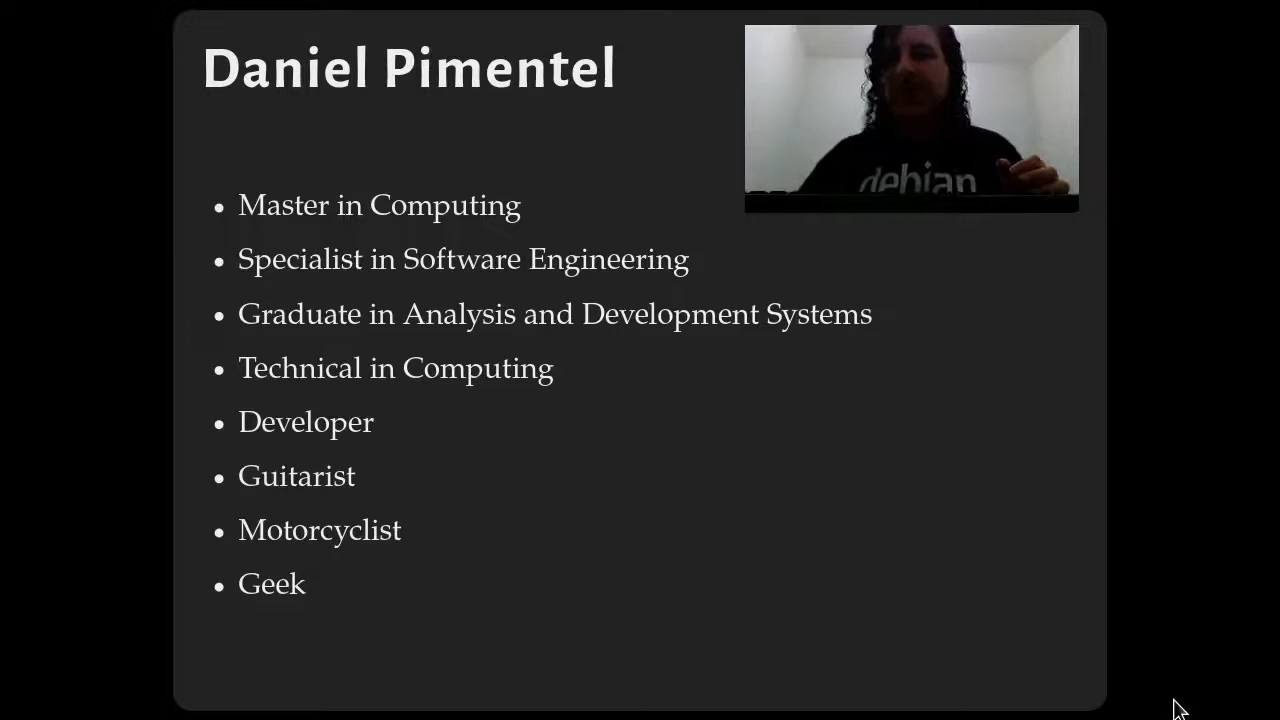 Daniel Pimentel
debian
Master in Computing
Specialist in Software Engineering
Graduate in Analysis and Development Systems
Technical in Computing
Developer
Guitarist
Motorcyclist
Geek